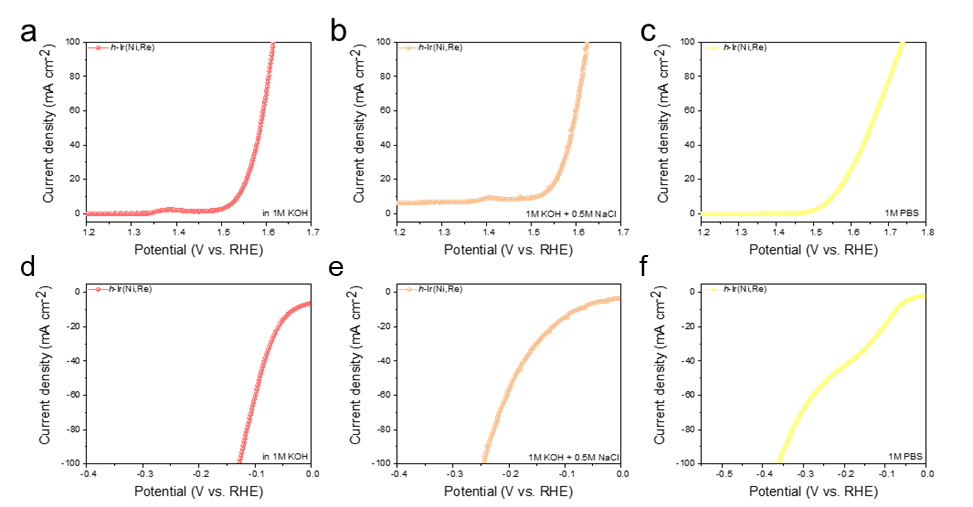 a
b
c
Current density (mA cm-2)
100
80
60
40
20
0
h-Ir(Ni,Re)
in 1M KOH
1.2 1.3 1.4 1.5 1.6 1.7
Potential (V vs. RHE)
Current density (mA cm-2)
100
80
60
40
20
0
h-Ir(Ni,Re)
1M KOH + 0.5M NaCl
1.2 1.3 1.4 1.5 1.6 1.7
Potential (V vs. RHE)
Current density (mA cm-2)
100
80
60
40
20
0
h-Ir(Ni,Re)
1M PBS
1.2 1.3 1.4 1.5 1.6 1.7 1.8
Potential (V vs. RHE)
d
e
f
Current density (mA cm-2)
0
-20
-40
-60
-80
-100
h-Ir(Ni,Re)
in 1M KOH
-0.4 -0.3 -0.2 -0.1 0.0
Potential (V vs. RHE)
Current density (mA cm-2)
0
-20
-40
-60
-80
-100
h-Ir(Ni,Re)
1M KOH + 0.5M NaCl
-0.4 -0.3 -0.2 -0.1 0.0
Potential (V vs. RHE)
Current density (mA cm-2)
0
-20
-40
-60
-80
-100
h-Ir(Ni,Re)
1M PBS
-0.5 -0.4 -0.3 -0.2 -0.1 0.0
Potential (V vs. RHE)